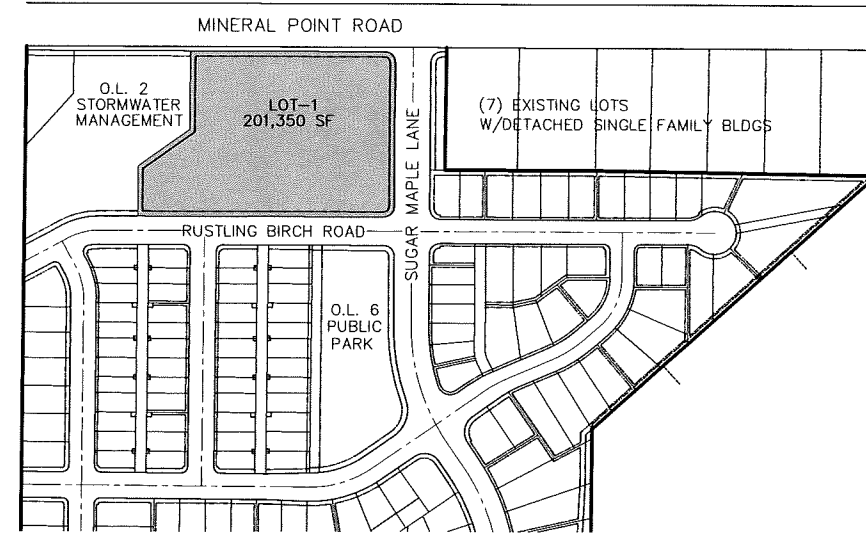 MINERAL POINT ROAD
O.L. 2
STORMWATER
MANAGEMENT
LOT-1
201,350 SF
SUGAR MAPLE LANE
(7) EXISTING LOTS
W/DETACHED SINGLE FAMILY BLDGS
RUSTLING BIRCH ROAD
O.L. 6
PUBLIC
PARK